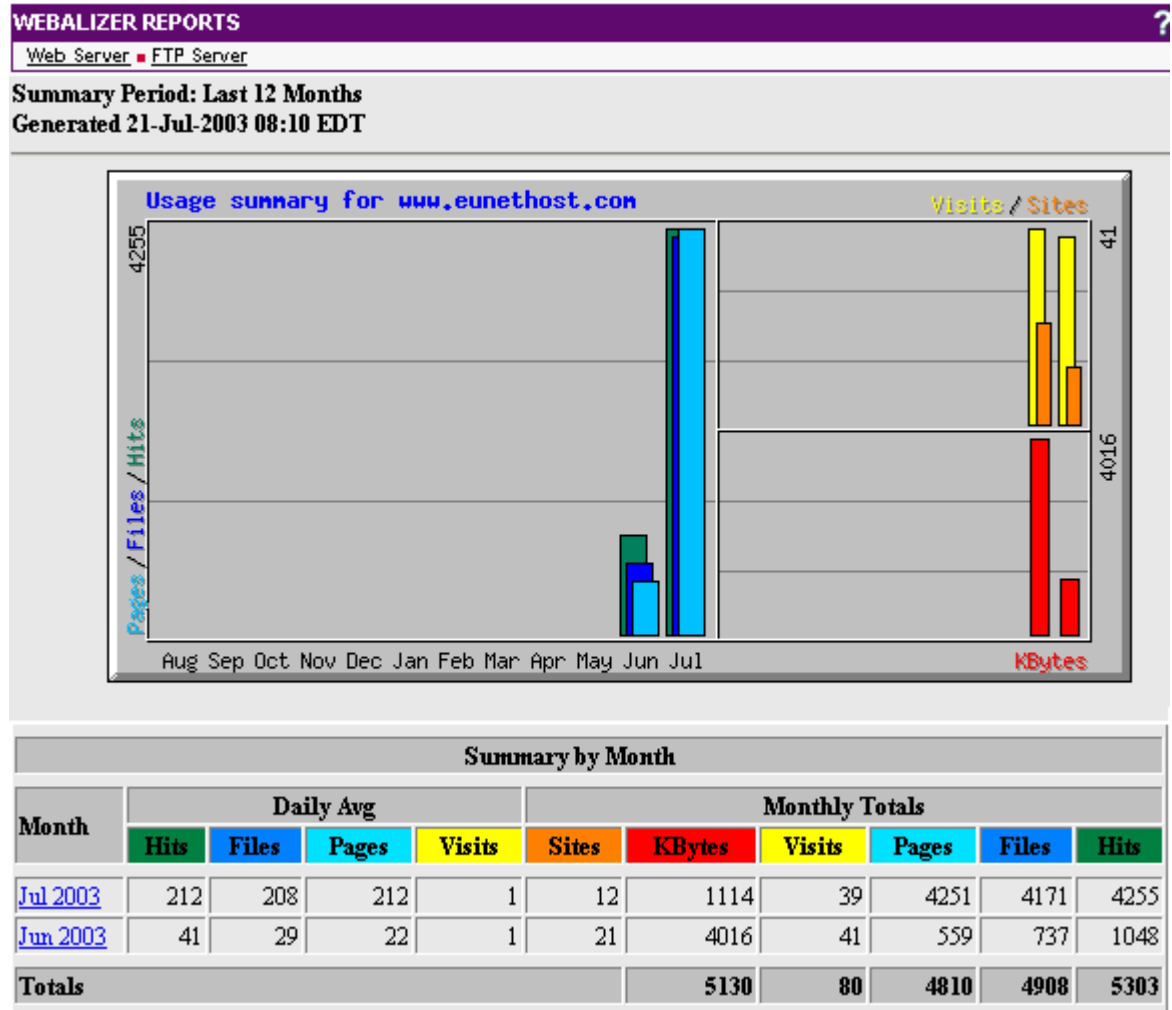 WEBALIZER REPORTS ?
Web Server ▪ FTP Server
Summary Period: Last 12 Months
Generated 21-Jul-2003 08:10 EDT
Usage summary for www.eunethost.com
Visits / Sites
4255
41
Pages / Files / Hits
4016
Aug Sep Oct Nov Dec Jan Feb Mar Apr May Jun Jul
KBytes
Summary by Month
Month Daily Avg Monthly Totals
Hits Files Pages Visits Sites KBytes Visits Pages Files Hits
Jul 2003 212 208 212 1 12 1114 39 4251 4171 4255
Jun 2003 41 29 22 1 21 4016 41 559 737 1048
Totals 5130 80 4810 4908 5303